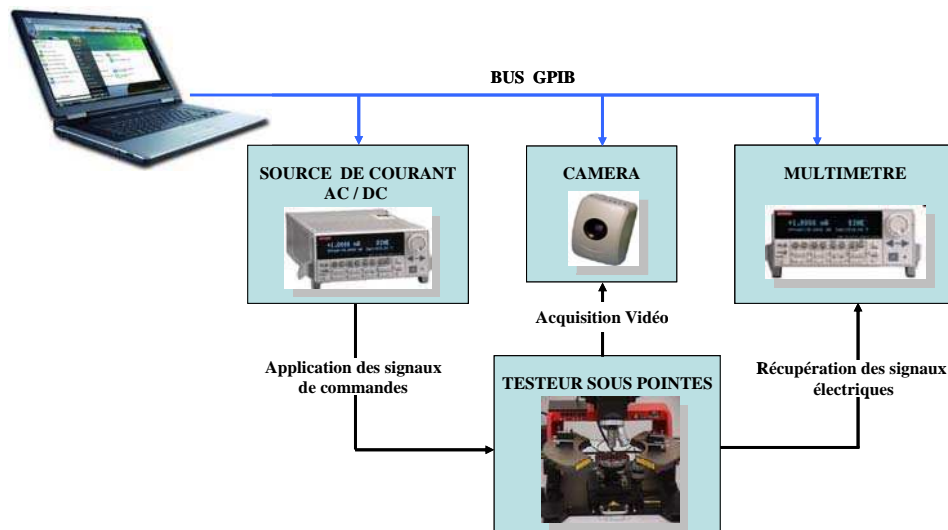 BUS GPIB
SOURCE DE COURANT
AC / DC
CAMERA
MULTIMETRE
Acquisition Vidéo
Application des signaux
de commandes
TESTEUR SOUS POINTES
Récupération des signaux
électriques